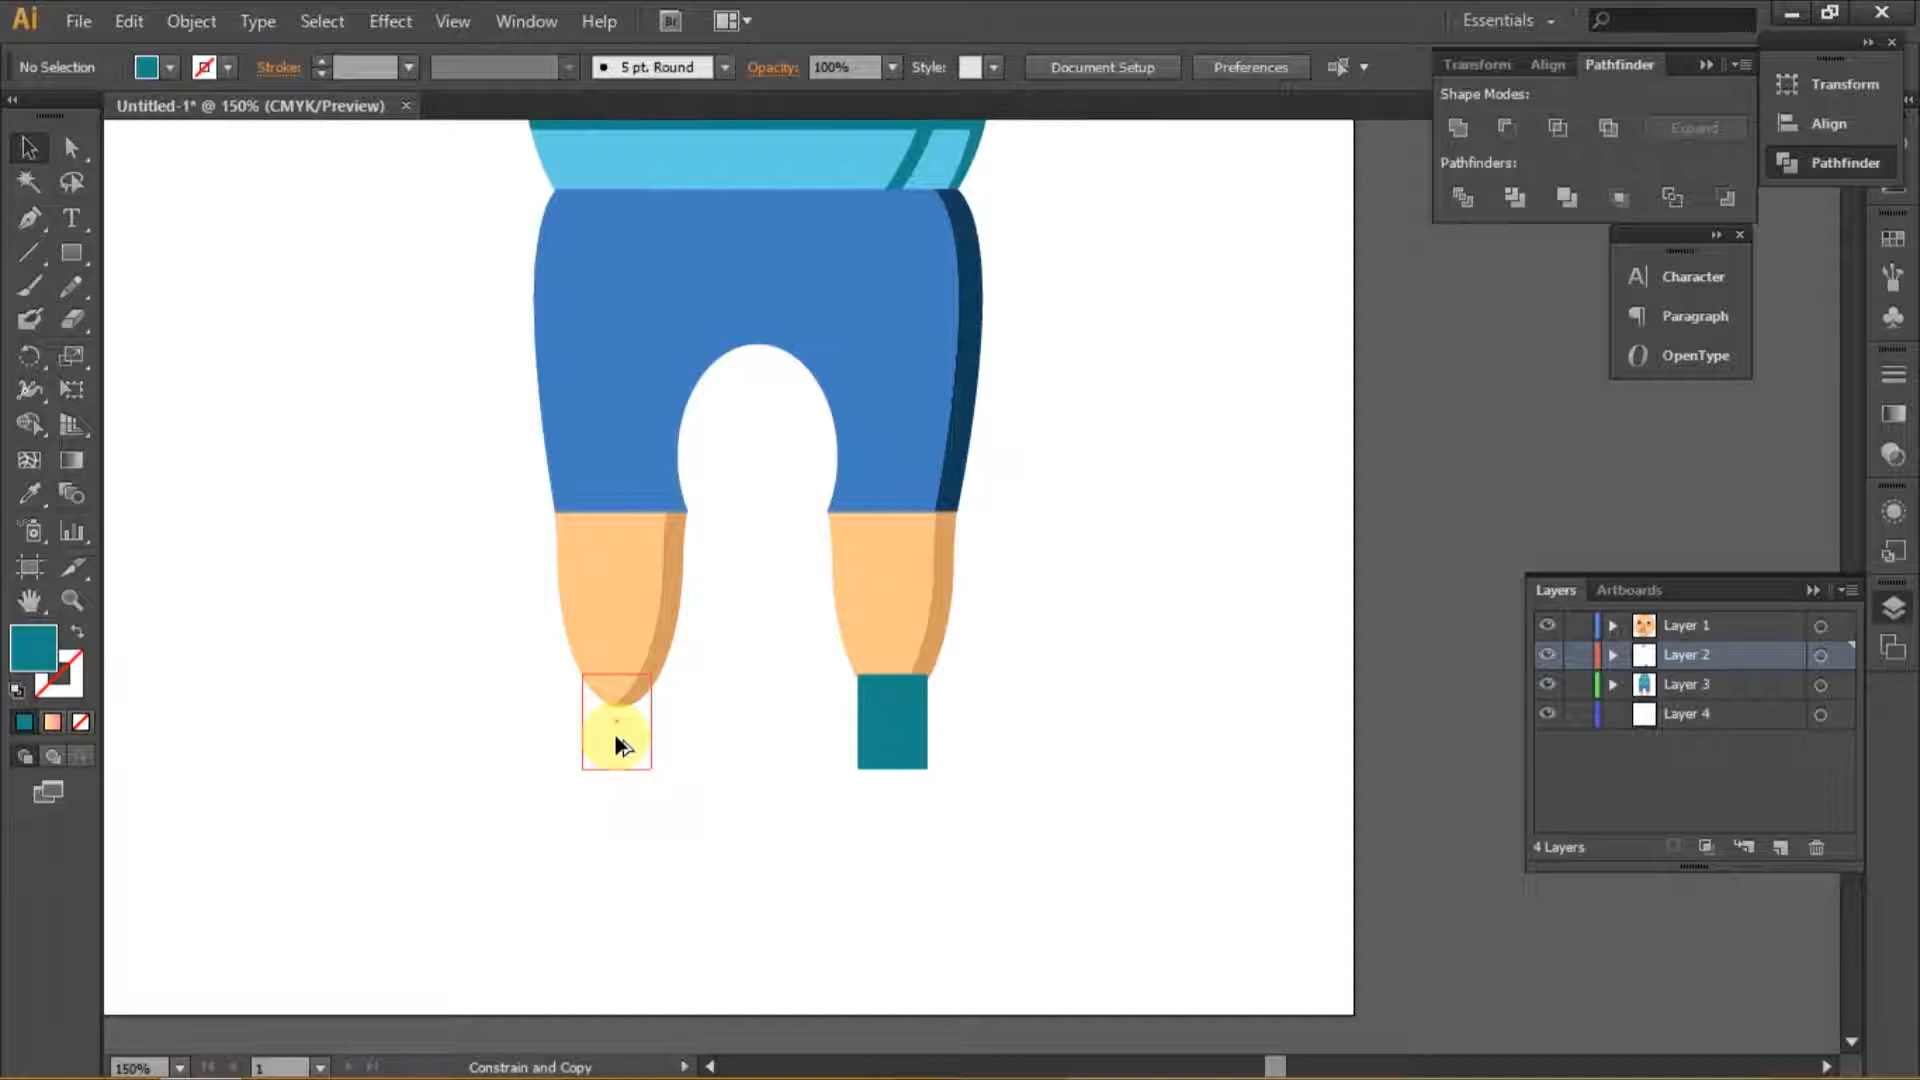 Ai File Edit Object Type Select Effect View Window Help Br Essentials
No Selection Stroke: 5 pt. Round Opacity: 100% Style: Document Setup Preferences
Untitled-1* @ 150% (CMYK/Preview) ×
Transform Align Pathfinder
Shape Modes:
Expand
Pathfinders:
Transform
Align
Pathfinder
Character
Paragraph
OpenType
Layers Artboards
Layer 1
Layer 2
Layer 3
Layer 4
4 Layers
150% 1 Constrain and Copy